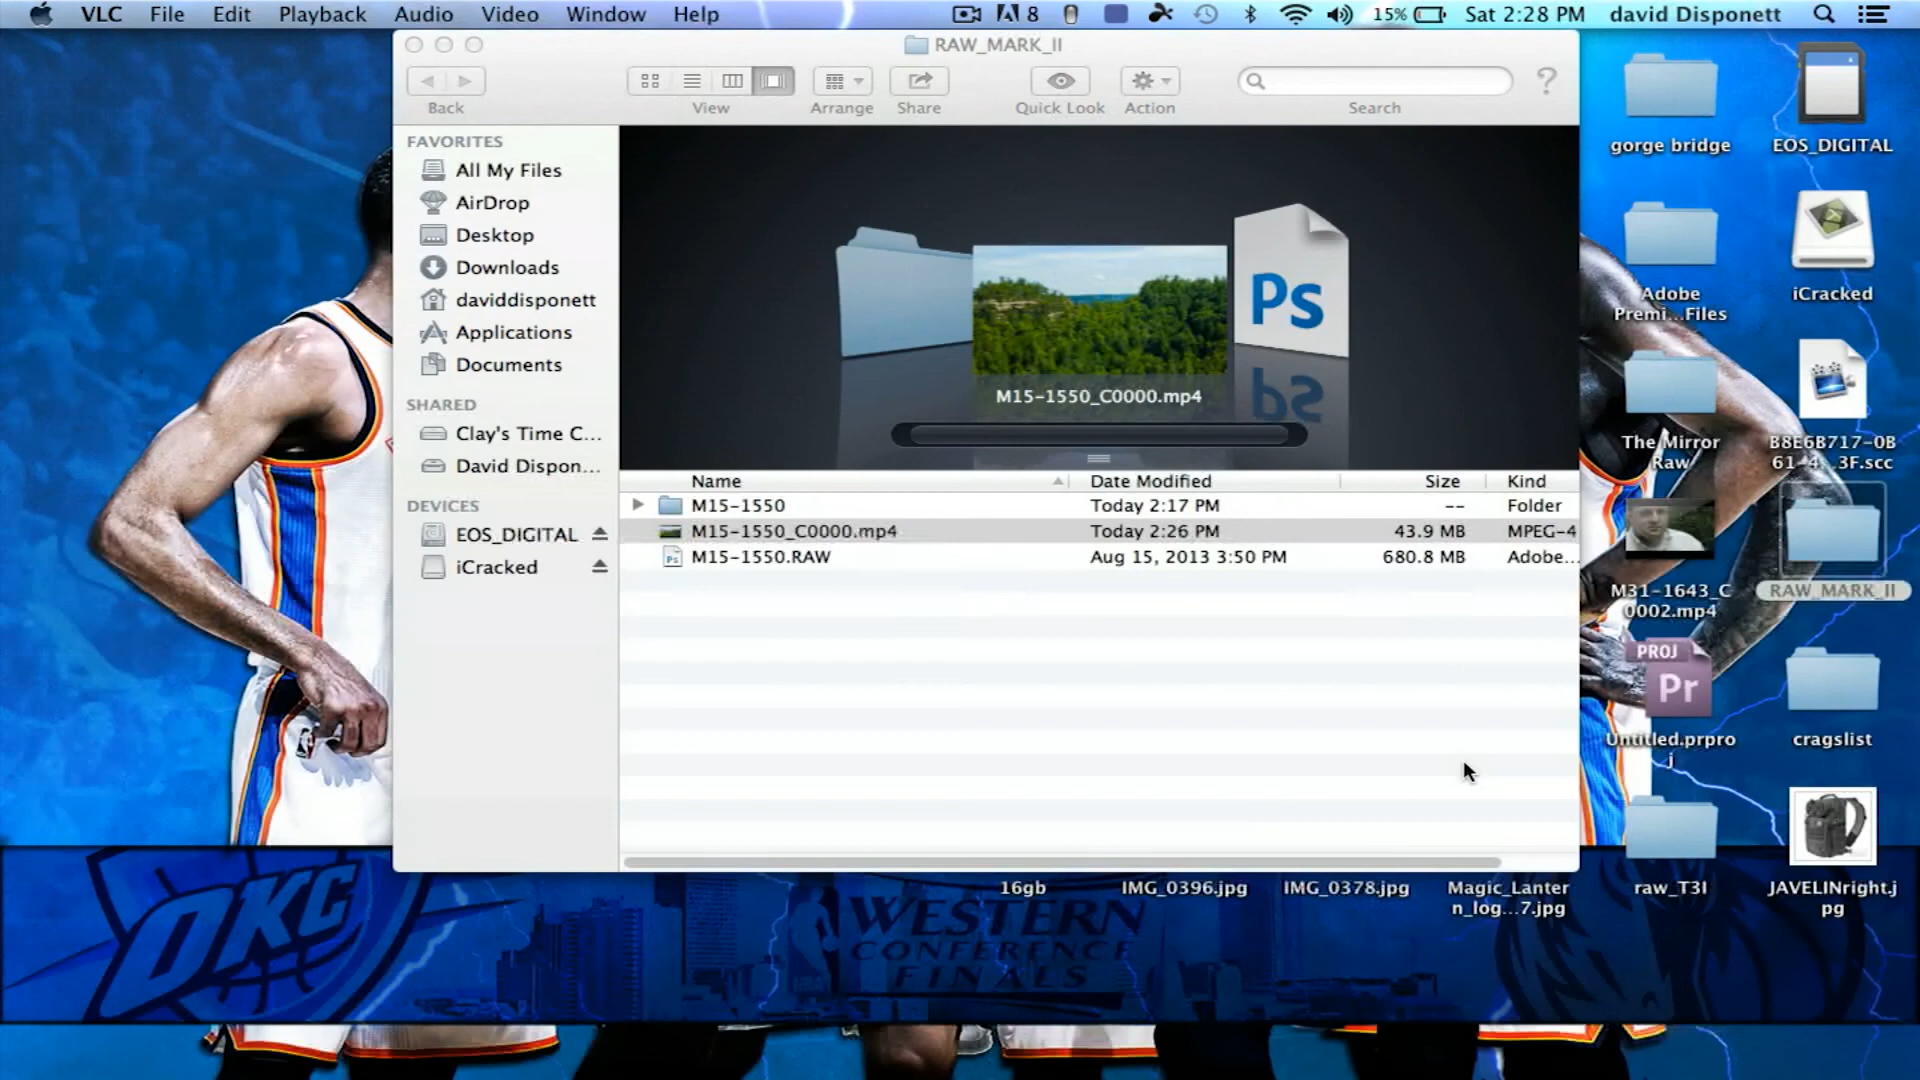 VLC File Edit Playback Audio Video Window Help 8 15% Sat 2:28 PM david Disponett
RAW_MARK_II
Back View Arrange Share Quick Look Action Search
?
FAVORITES
All My Files
AirDrop
Desktop
Downloads
daviddisponett
Applications
Documents
SHARED
Clay's Time C...
David Dispon...
DEVICES
EOS_DIGITAL
iCracked
Ps
M15-1550_C0000.mp4
Name Date Modified Size Kind
M15-1550 Today 2:17 PM -- Folder
M15-1550_C0000.mp4 Today 2:26 PM 43.9 MB MPEG-4
M15-1550.RAW Aug 15, 2013 3:50 PM 680.8 MB Adobe...
gorge bridge
EOS_DIGITAL
Adobe
Premi...Files
iCracked
The Mirror
Raw
B8E6B717-0B
61-4...3F.scc
M31-1643_C
0002.mp4
RAW_MARK_II
PROJ
Pr
Untitled.prpro
j
cragslist
16gb
IMG_0396.jpg
IMG_0378.jpg
Magic_Lanter
n_log...7.jpg
raw_T3I
JAVELINright.j
pg
OKC
WESTERN
CONFERENCE
FINALS